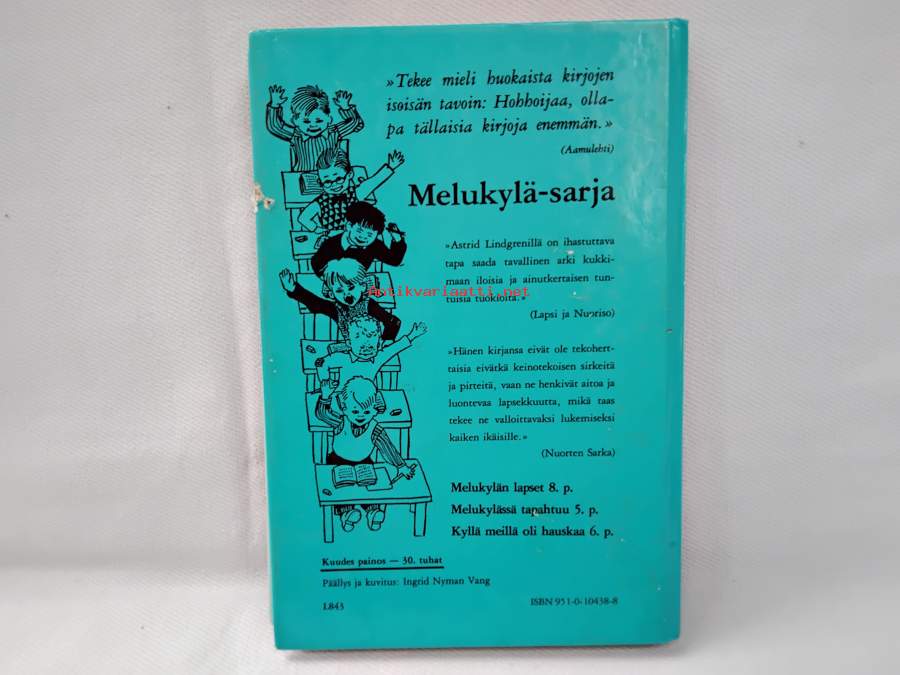 »Tekee mieli huokaista kirjojen
isoisän tavoin: Hohhoijaa, olla-
pa tällaisia kirjoja enemmän.»
(Aamulehti)
Melukylä-sarja
»Astrid Lindgrenillä on ihastuttava
tapa saada tavallinen arki kukki-
maan iloisia ja ainutkertaisen tun-
tuisia tuokioita.»
antikvariaatti.net
(Lapsi ja Nuoriso)
»Hänen kirjansa eivät ole tekohert-
taisia eivätkä keinotekoisen sirkeitä
ja pirteitä, vaan ne henkivät aitoa ja
luontevaa lapsekkuutta, mikä taas
tekee ne valloittavaksi lukemiseksi
kaiken ikäisille.»
(Nuorten Sarka)
Melukylän lapset 8. p.
Melukylässä tapahtuu 5. p.
Kyllä meillä oli hauskaa 6. p.
Kuudes painos — 30. tuhat
Päällys ja kuvitus: Ingrid Nyman Vang
L843
ISBN 951-0-10438-8